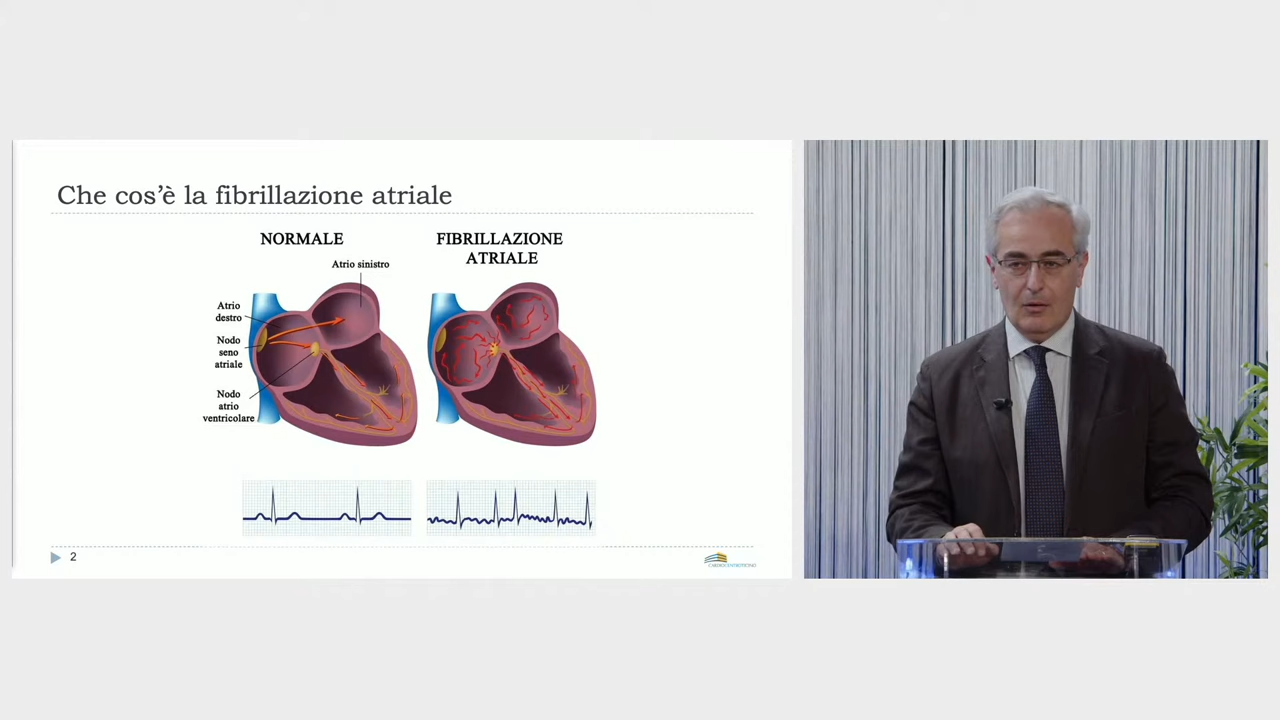 Che cos’è la fibrillazione atriale
NORMALE
Atrio sinistro
Atrio
destro
Nodo
seno
atriale
Nodo
atrio
ventricolare
FIBRILLAZIONE
ATRIALE
2
CARDIOCENTROTICINO